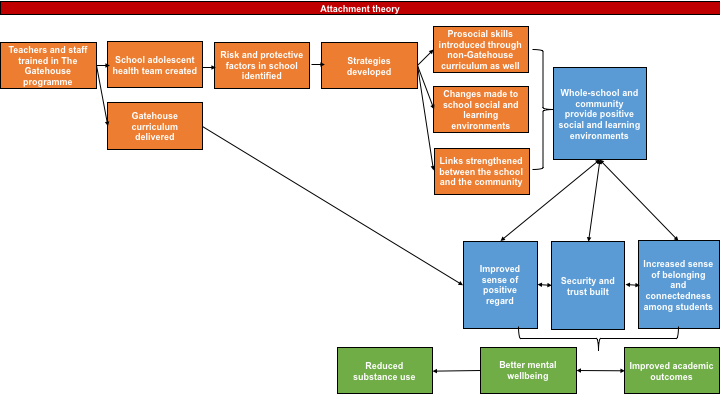 Attachment theory
Teachers and staff
trained in The
Gatehouse
programme
School adolescent
health team created
Risk and protective
factors in school
identified
Strategies
developed
Prosocial skills
introduced through
non-Gatehouse
curriculum as well
Changes made to
school social and
learning
environments
Links strengthened
between the school
and the community
Whole-school and
community
provide positive
social and learning
environments
Gatehouse
curriculum
delivered
Improved
sense of
positive
regard
Security and
trust built
Increased sense
of belonging
and
connectedness
among students
Reduced
substance use
Better mental
wellbeing
Improved academic
outcomes